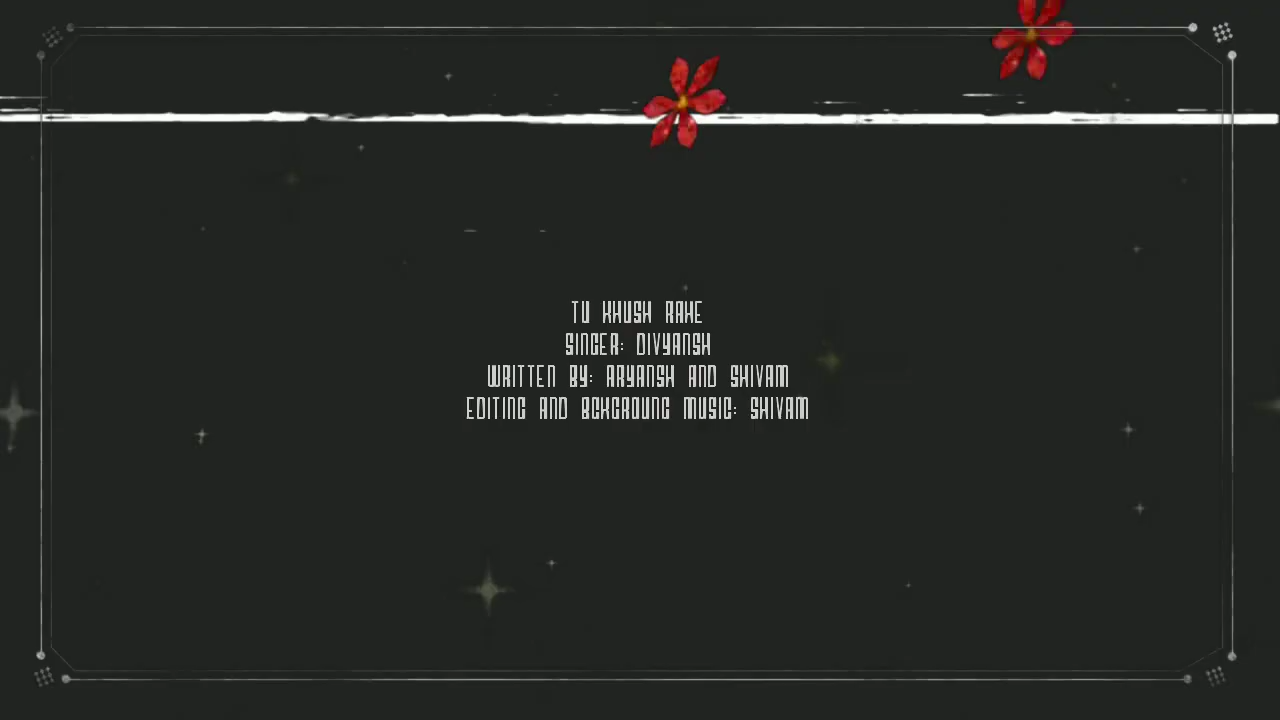 TU KHUSH RAHE
SINGER: DIVYANSH
WRITTEN BY: ARYANSH AND SHIVAM
EDITING AND BCKGROUNG MUSIC: SHIVAM